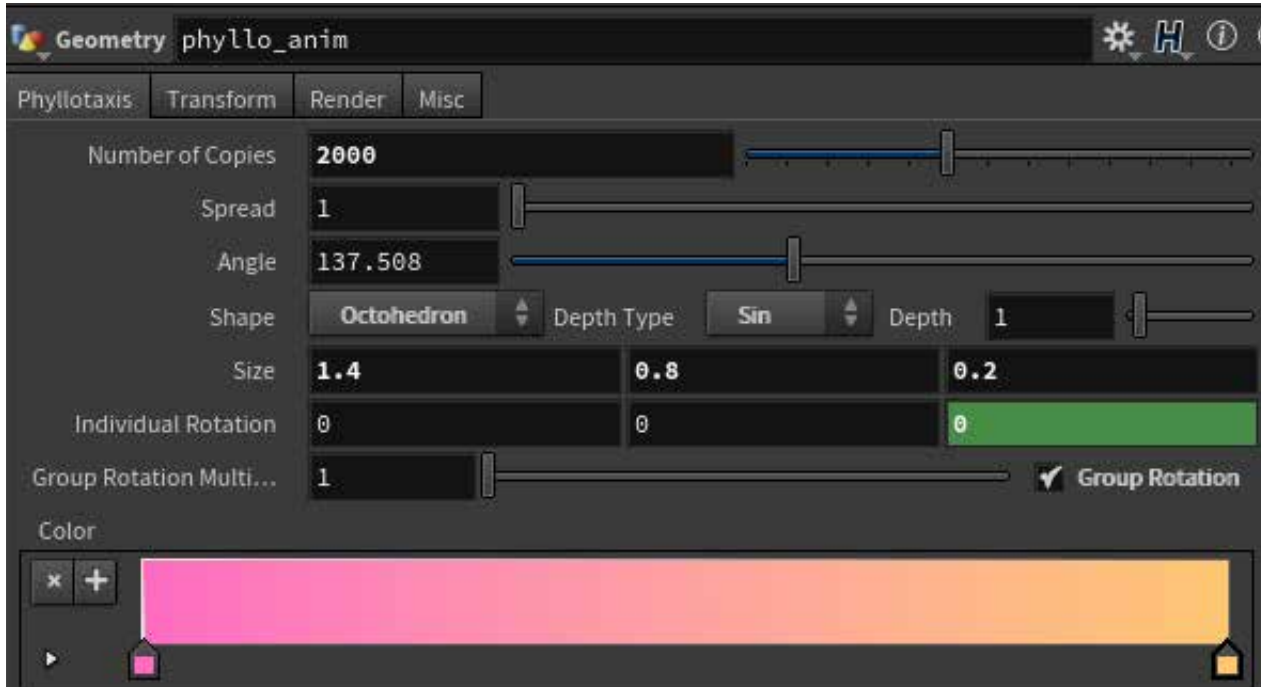 Geometry phyllo_anim
Phyllotaxis Transform Render Misc
Number of Copies 2000
Spread 1
Angle 137.508
Shape Octohedron Depth Type Sin Depth 1
Size 1.4 0.8 0.2
Individual Rotation 0 0 0
Group Rotation Multi... 1 Group Rotation
Color